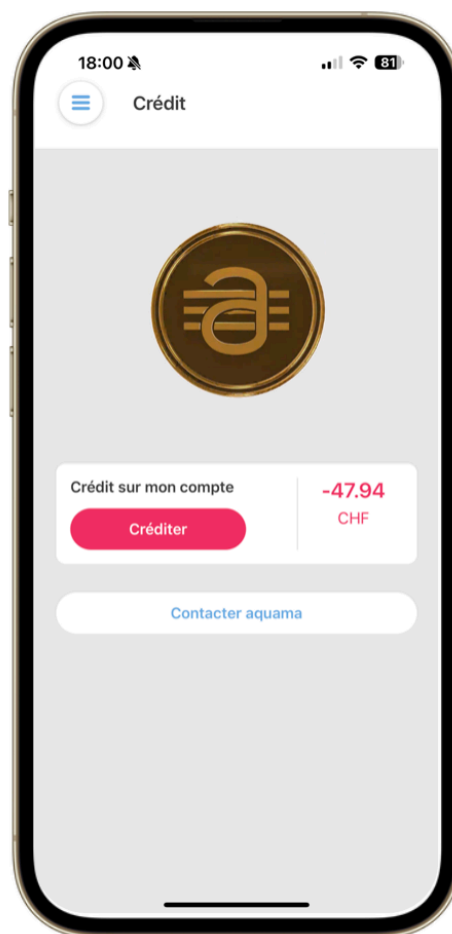 18:00
81
Crédit
Crédit sur mon compte
Créditer
-47.94
CHF
Contacter aquama